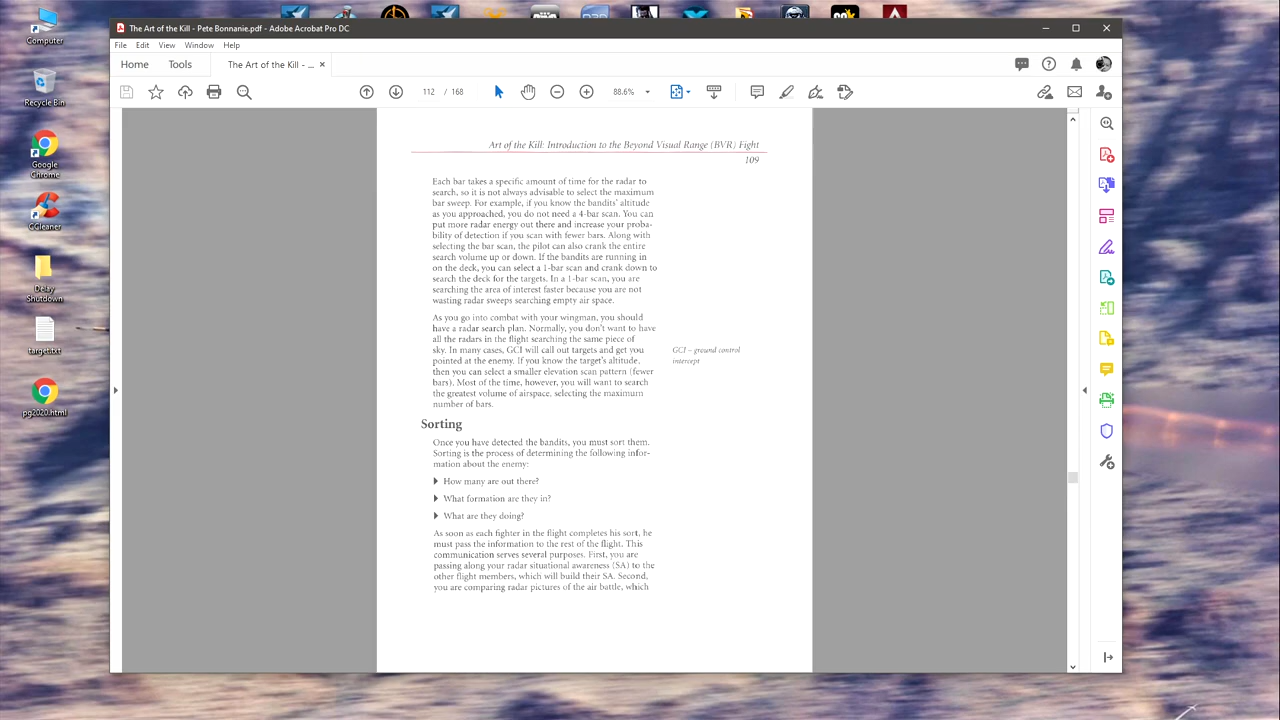 The Art of the Kill - Pete Bonnanie.pdf - Adobe Acrobat Pro DC
File Edit View Window Help
Home Tools The Art of the Kill - ... ×
112 / 168 88.6%
Computer
Recycle Bin
Google
Chrome
CCleaner
Delay
Shutdown
target.txt
pg2020.html
Art of the Kill: Introduction to the Beyond Visual Range (BVR) Fight
109
Each bar takes a specific amount of time for the radar to
search, so it is not always advisable to select the maximum
bar sweep. For example, if you know the bandits' altitude
as you approached, you do not need a 4-bar scan. You can
put more radar energy out there and increase your proba-
bility of detection if you scan with fewer bars. Along with
selecting the bar scan, the pilot can also crank the entire
search volume up or down. If the bandits are running in
on the deck, you can select a 1-bar scan and crank down to
search the deck for the targets. In a 1-bar scan, you are
searching the area of interest faster because you are not
wasting radar sweeps searching empty air space.
As you go into combat with your wingman, you should
have a radar search plan. Normally, you don't want to have
all the radars in the flight searching the same piece of
sky. In many cases, GCI will call out targets and get you
pointed at the enemy. If you know the target's altitude,
then you can select a smaller elevation scan pattern (fewer
bars). Most of the time, however, you will want to search
the greatest volume of airspace, selecting the maximum
number of bars.
GCI – ground control
intercept
Sorting
Once you have detected the bandits, you must sort them.
Sorting is the process of determining the following infor-
mation about the enemy:
How many are out there?
What formation are they in?
What are they doing?
As soon as each fighter in the flight completes his sort, he
must pass the information to the rest of the flight. This
communication serves several purposes. First, you are
passing along your radar situational awareness (SA) to the
other flight members, which will build their SA. Second,
you are comparing radar pictures of the air battle, which